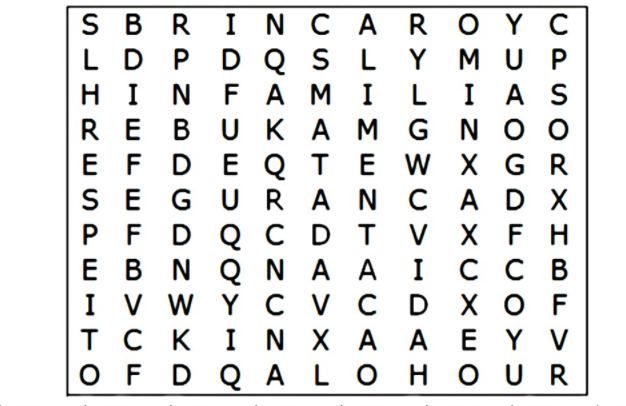 S B R I N C A R O Y C
L D P D Q S L Y M U P
H I N F A M I L I A S
R E B U K A M G N O O
E F D E Q T E W X G R
S E G U R A N C A D X
P F D Q C D T V X F H
E B N Q N A A I C C B
I V W Y C V C D X O F
T C K I N X A A E Y V
O F D Q A L O H O U R